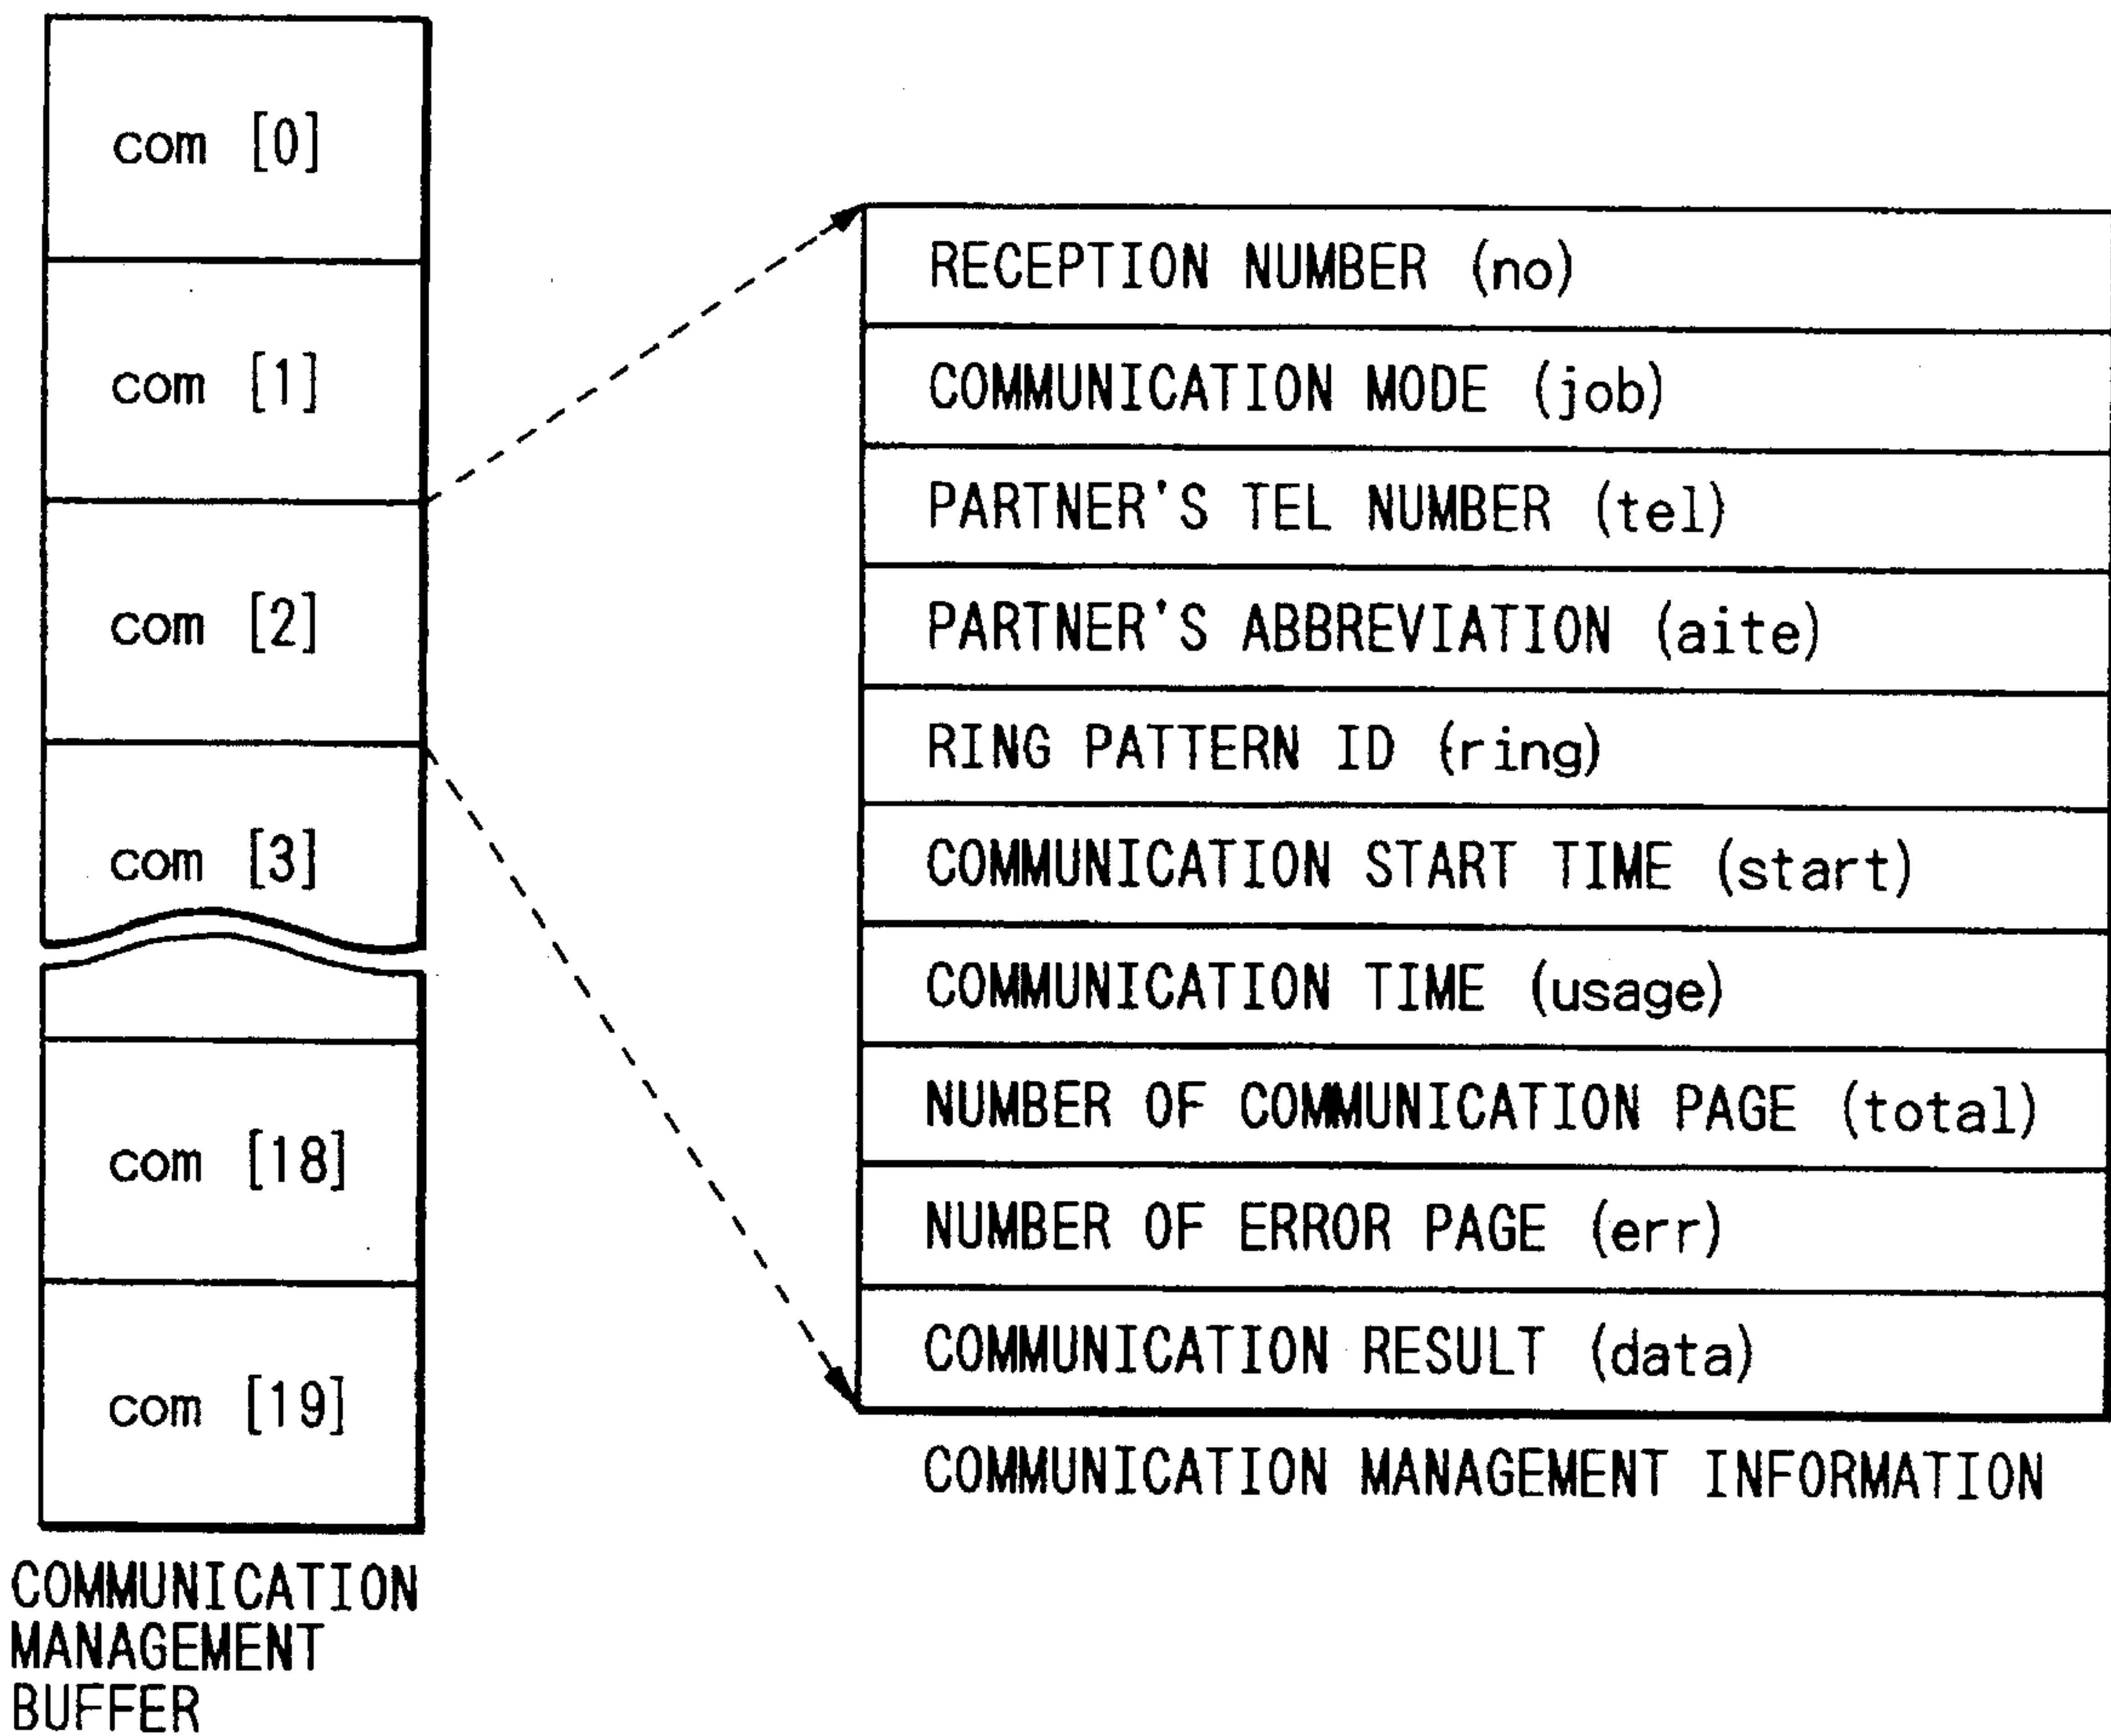 com [0]
com [1]
com [2]
com [3]
com [18]
com [19]
COMMUNICATION
MANAGEMENT
BUFFER
RECEPTION NUMBER (no)
COMMUNICATION MODE (job)
PARTNER'S TEL NUMBER (tel)
PARTNER'S ABBREVIATION (aite)
RING PATTERN ID (ring)
COMMUNICATION START TIME (start)
COMMUNICATION TIME (usage)
NUMBER OF COMMUNICATION PAGE (total)
NUMBER OF ERROR PAGE (err)
COMMUNICATION RESULT (data)
COMMUNICATION MANAGEMENT INFORMATION